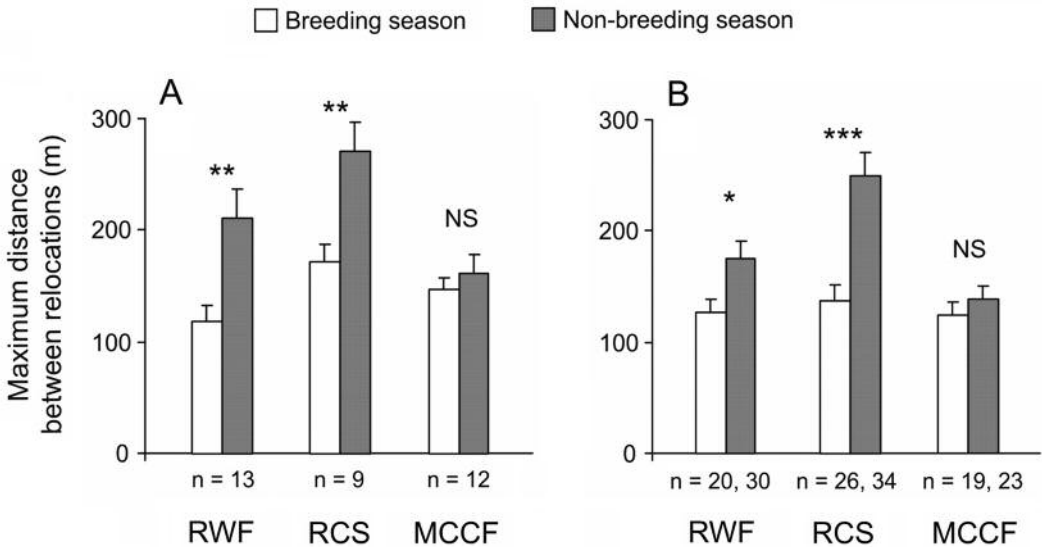 Breeding season Non-breeding season
A B
Maximum distance
between relocations (m)
300
200
100
0
** ** NS
n = 13 n = 9 n = 12
RWF RCS MCCF
300
200
100
0
* *** NS
n = 20, 30 n = 26, 34 n = 19, 23
RWF RCS MCCF